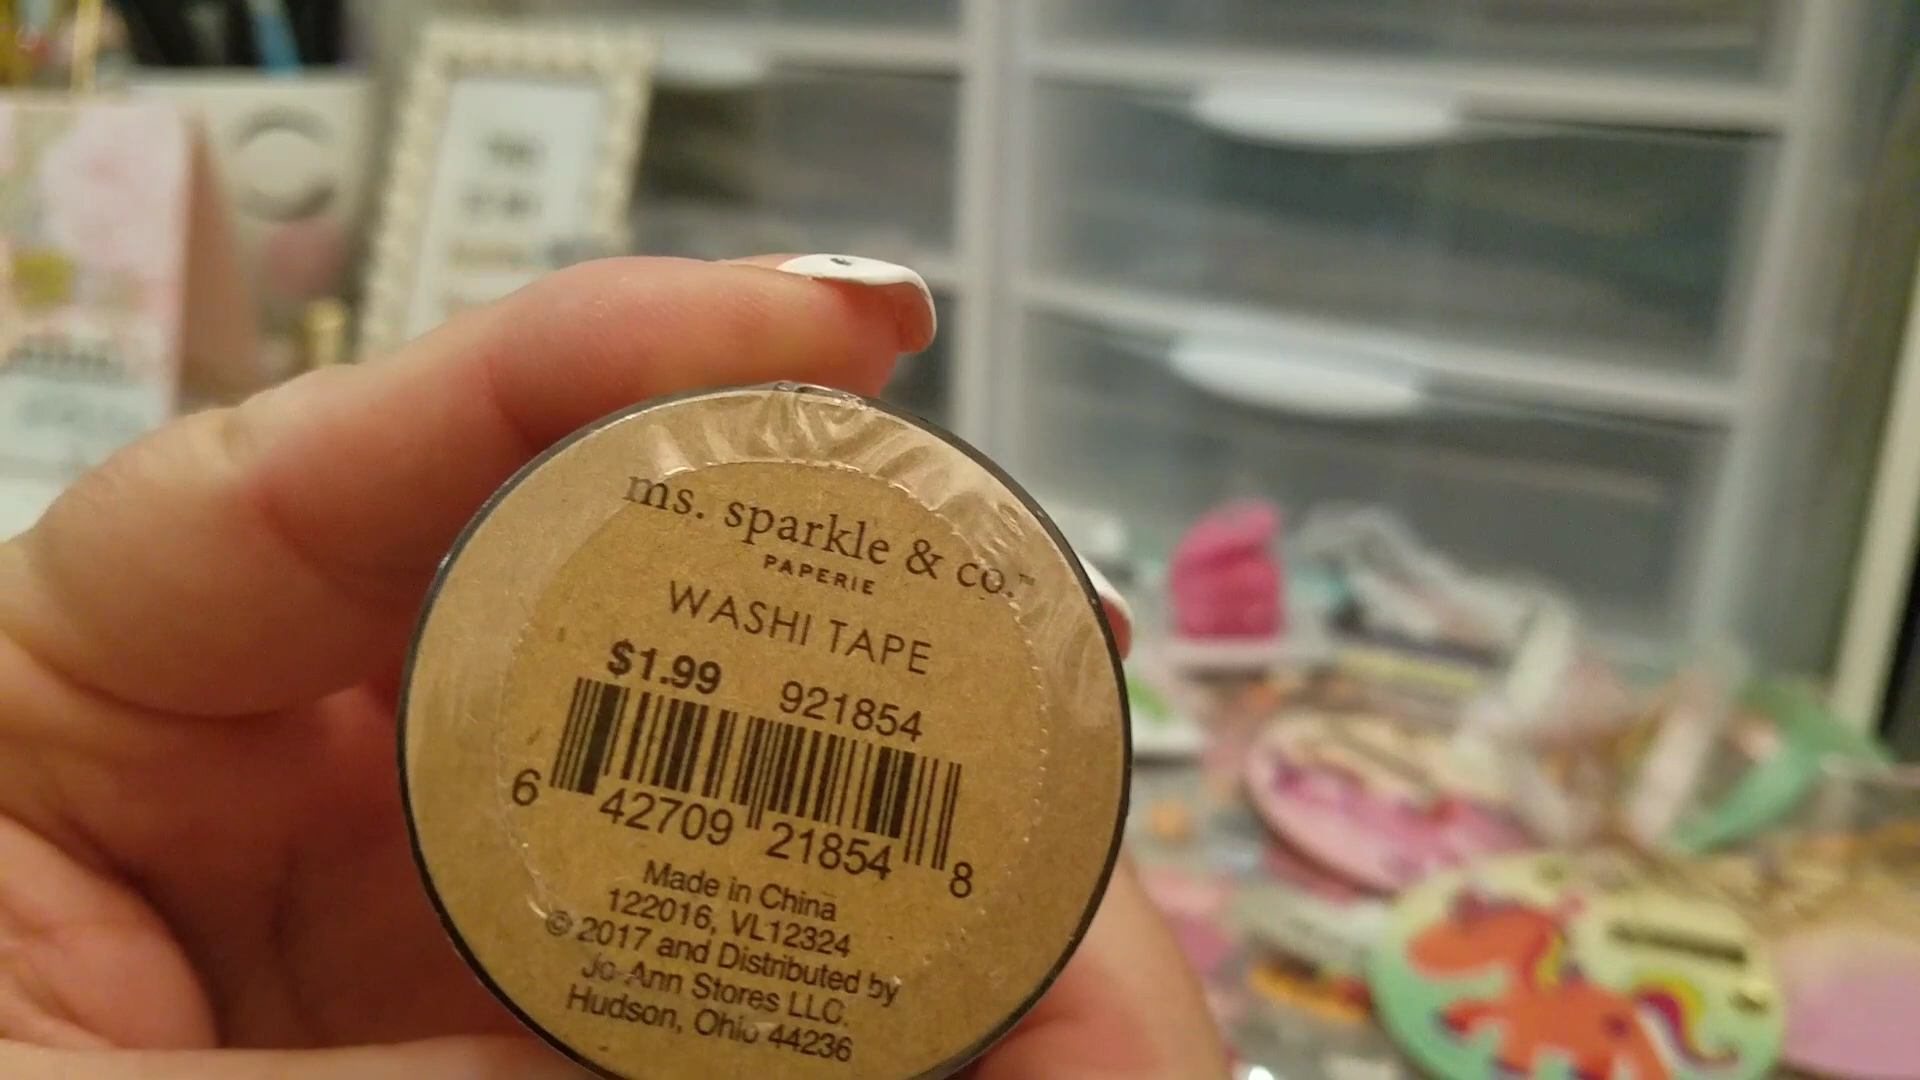 ms. sparkle & co.™
PAPERIE
WASHI TAPE
$1.99 921854
6 42709 21854 8
Made in China
122016, VL12324
© 2017 and Distributed by
Jo-Ann Stores LLC.
Hudson, Ohio 44236